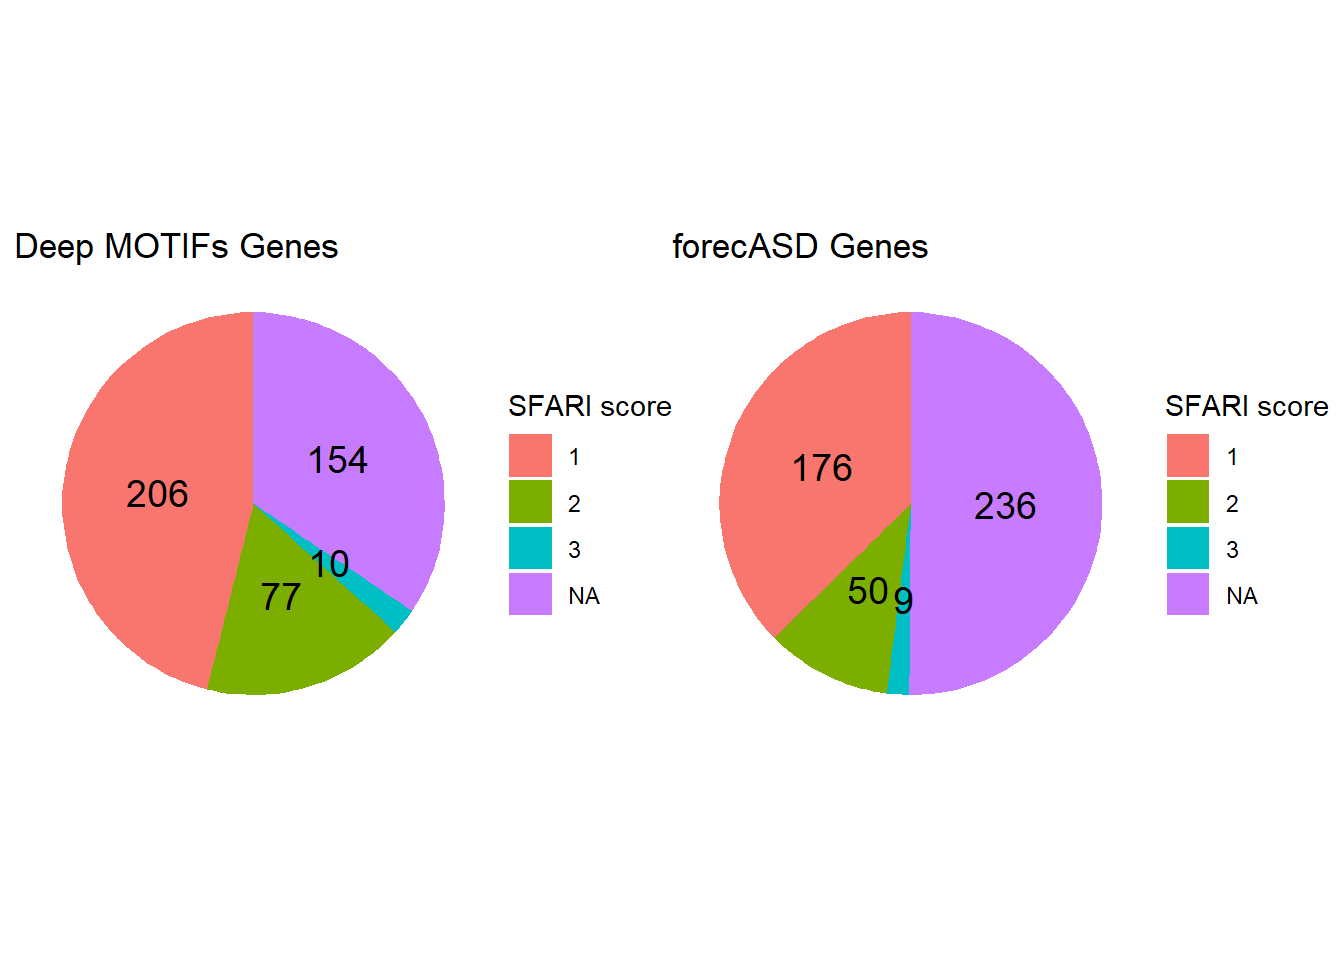 Deep MOTIFs Genes
206
154
10
77
SFARI score
1
2
3
NA
forecASD Genes
176
236
50
9
SFARI score
1
2
3
NA